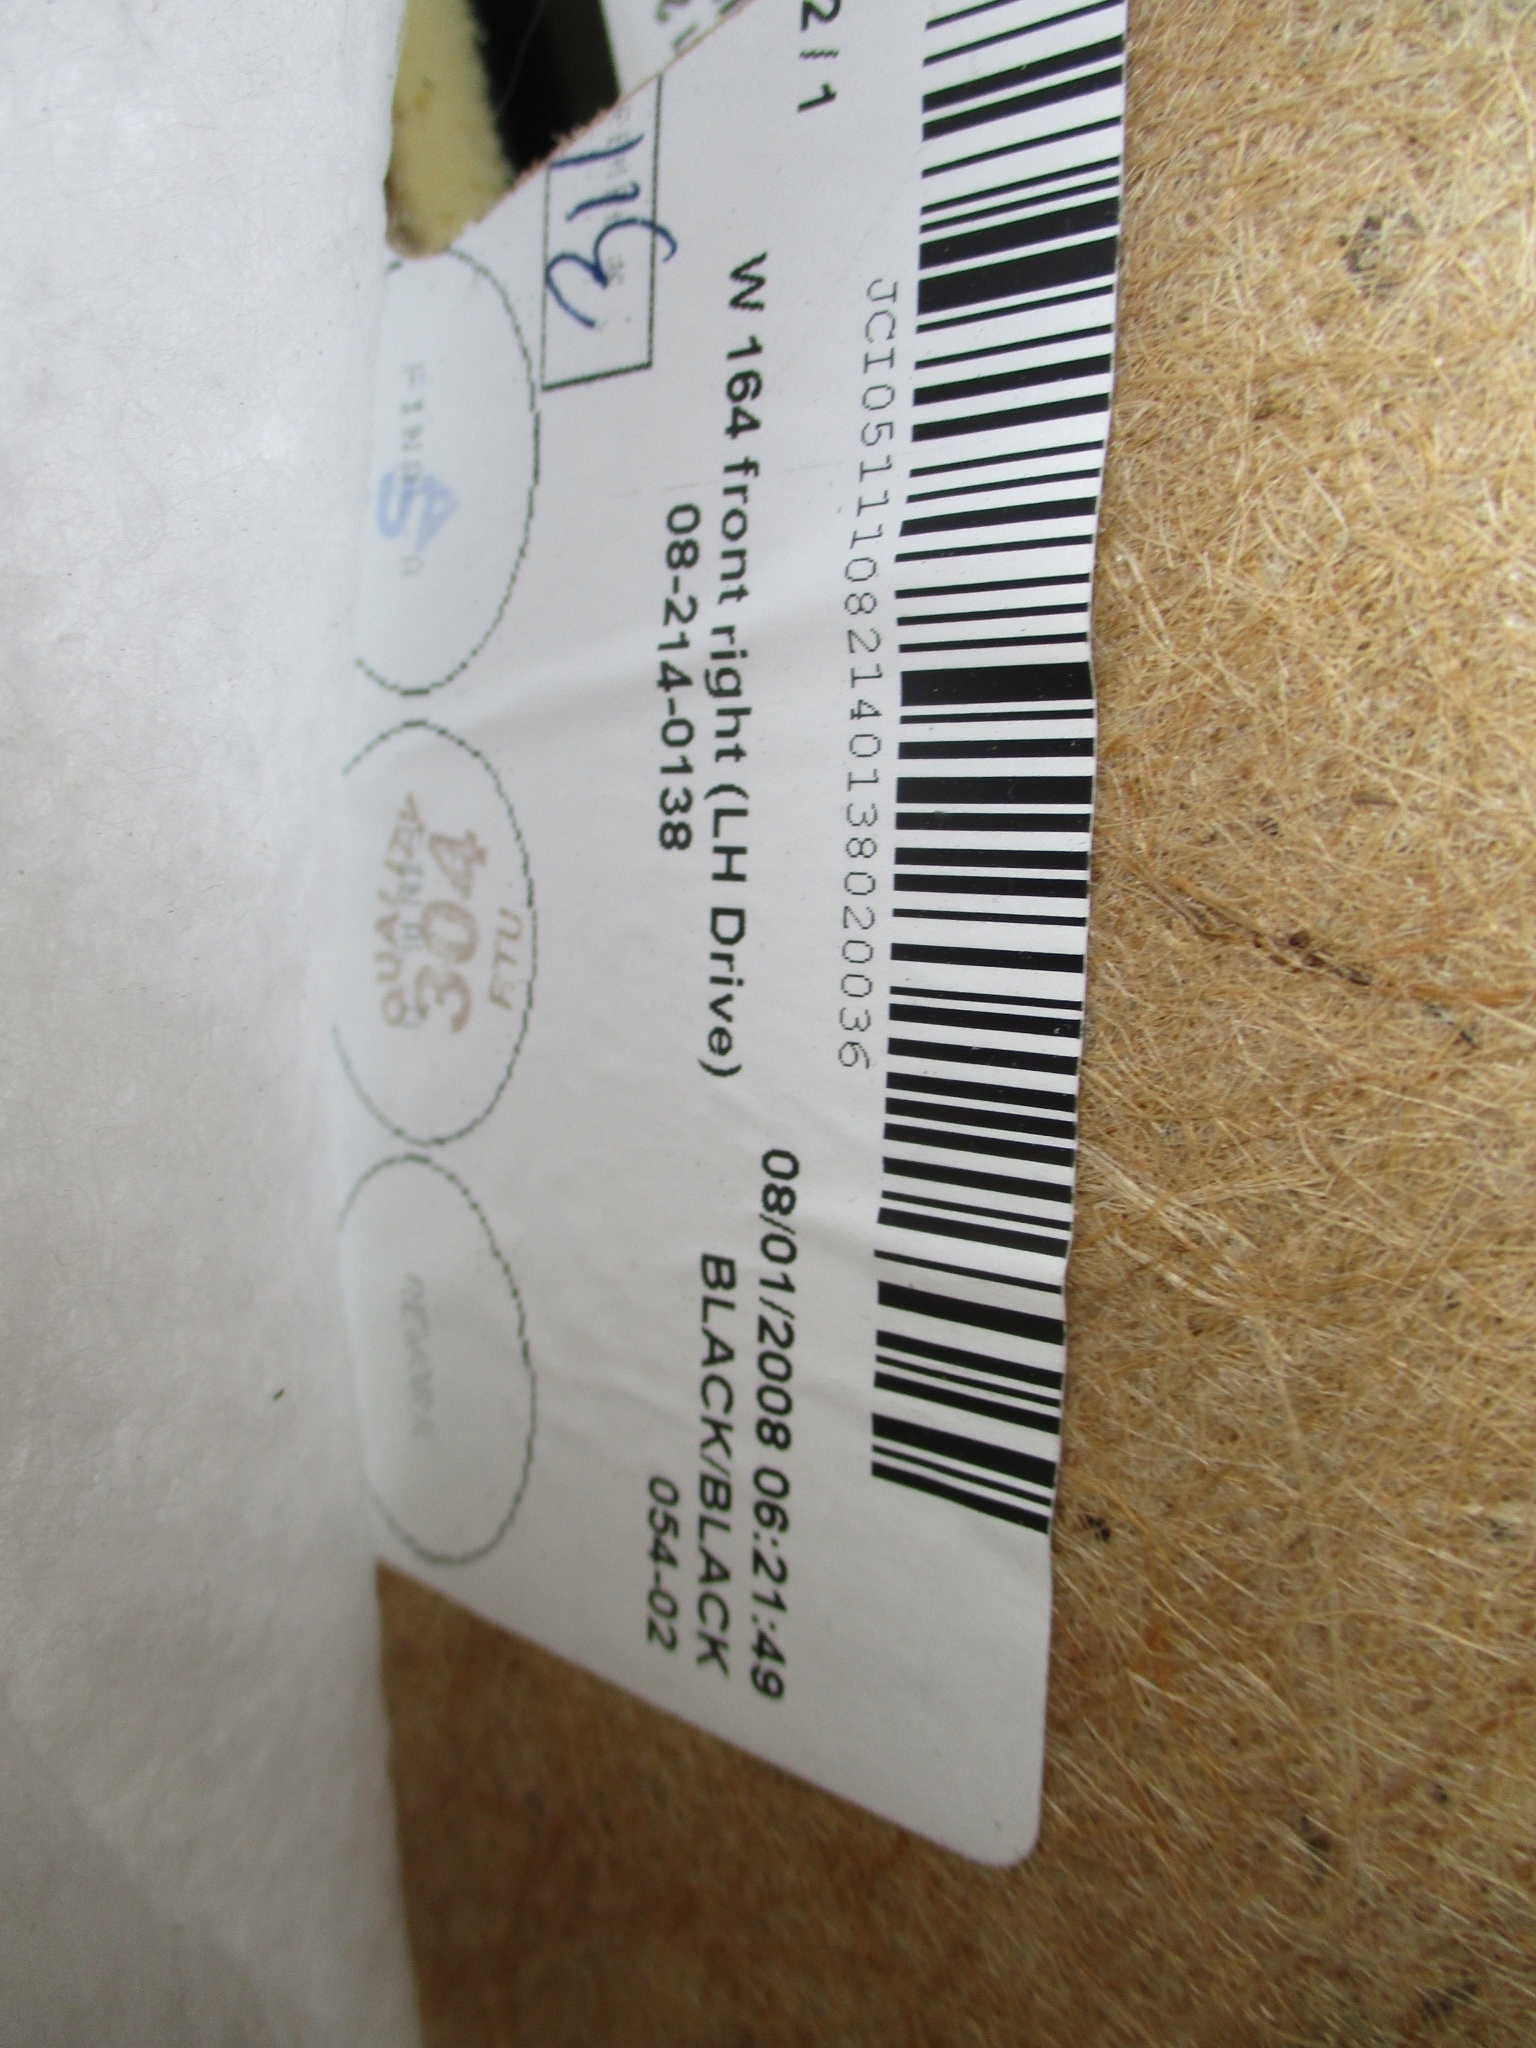 2 / 1
JCI05111082140138020036
08/01/2008 06:21:49
W 164 front right (LH Drive)
BLACK/BLACK
08-214-0138
054-02
304